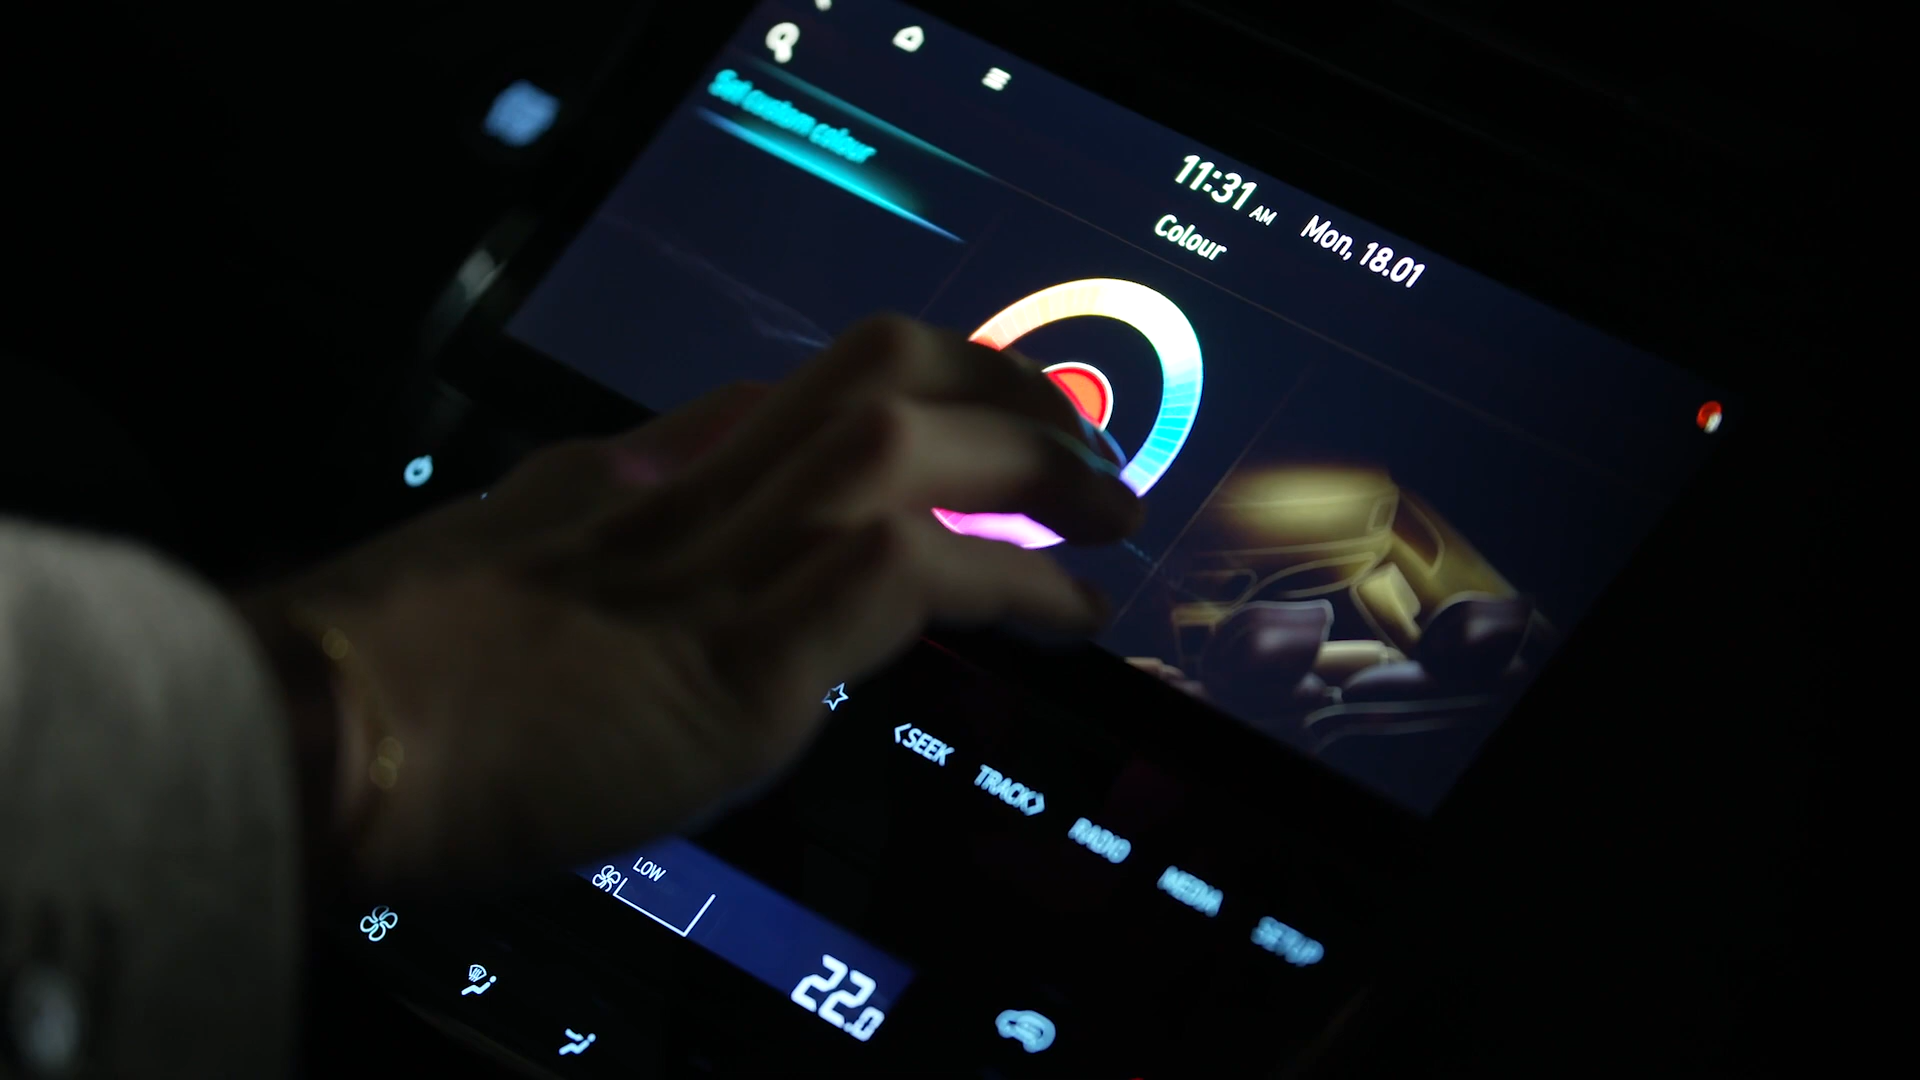 Set custom colour
11:31 AM Mon, 18.01
Colour
<SEEK
TRACK>
RADIO
MEDIA
SETUP
LOW
22.0